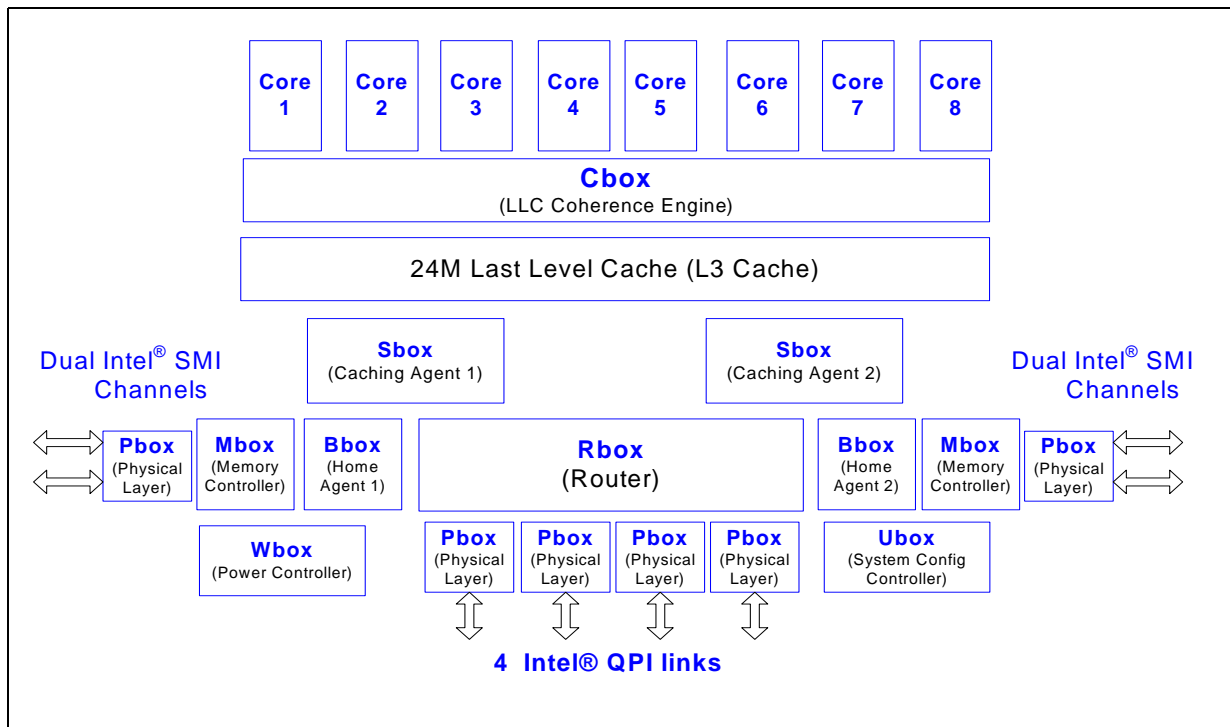 Core
1
Core
2
Core
3
Core
4
Core
5
Core
6
Core
7
Core
8
Cbox
(LLC Coherence Engine)
24M Last Level Cache (L3 Cache)
Sbox
(Caching Agent 1)
Sbox
(Caching Agent 2)
Dual Intel® SMI
Channels
Dual Intel® SMI
Channels
Pbox
(Physical
Layer)
Mbox
(Memory
Controller)
Bbox
(Home
Agent 1)
Rbox
(Router)
Bbox
(Home
Agent 2)
Mbox
(Memory
Controller)
Pbox
(Physical
Layer)
Wbox
(Power Controller)
Pbox
(Physical
Layer)
Pbox
(Physical
Layer)
Pbox
(Physical
Layer)
Pbox
(Physical
Layer)
Ubox
(System Config
Controller)
4 Intel® QPI links